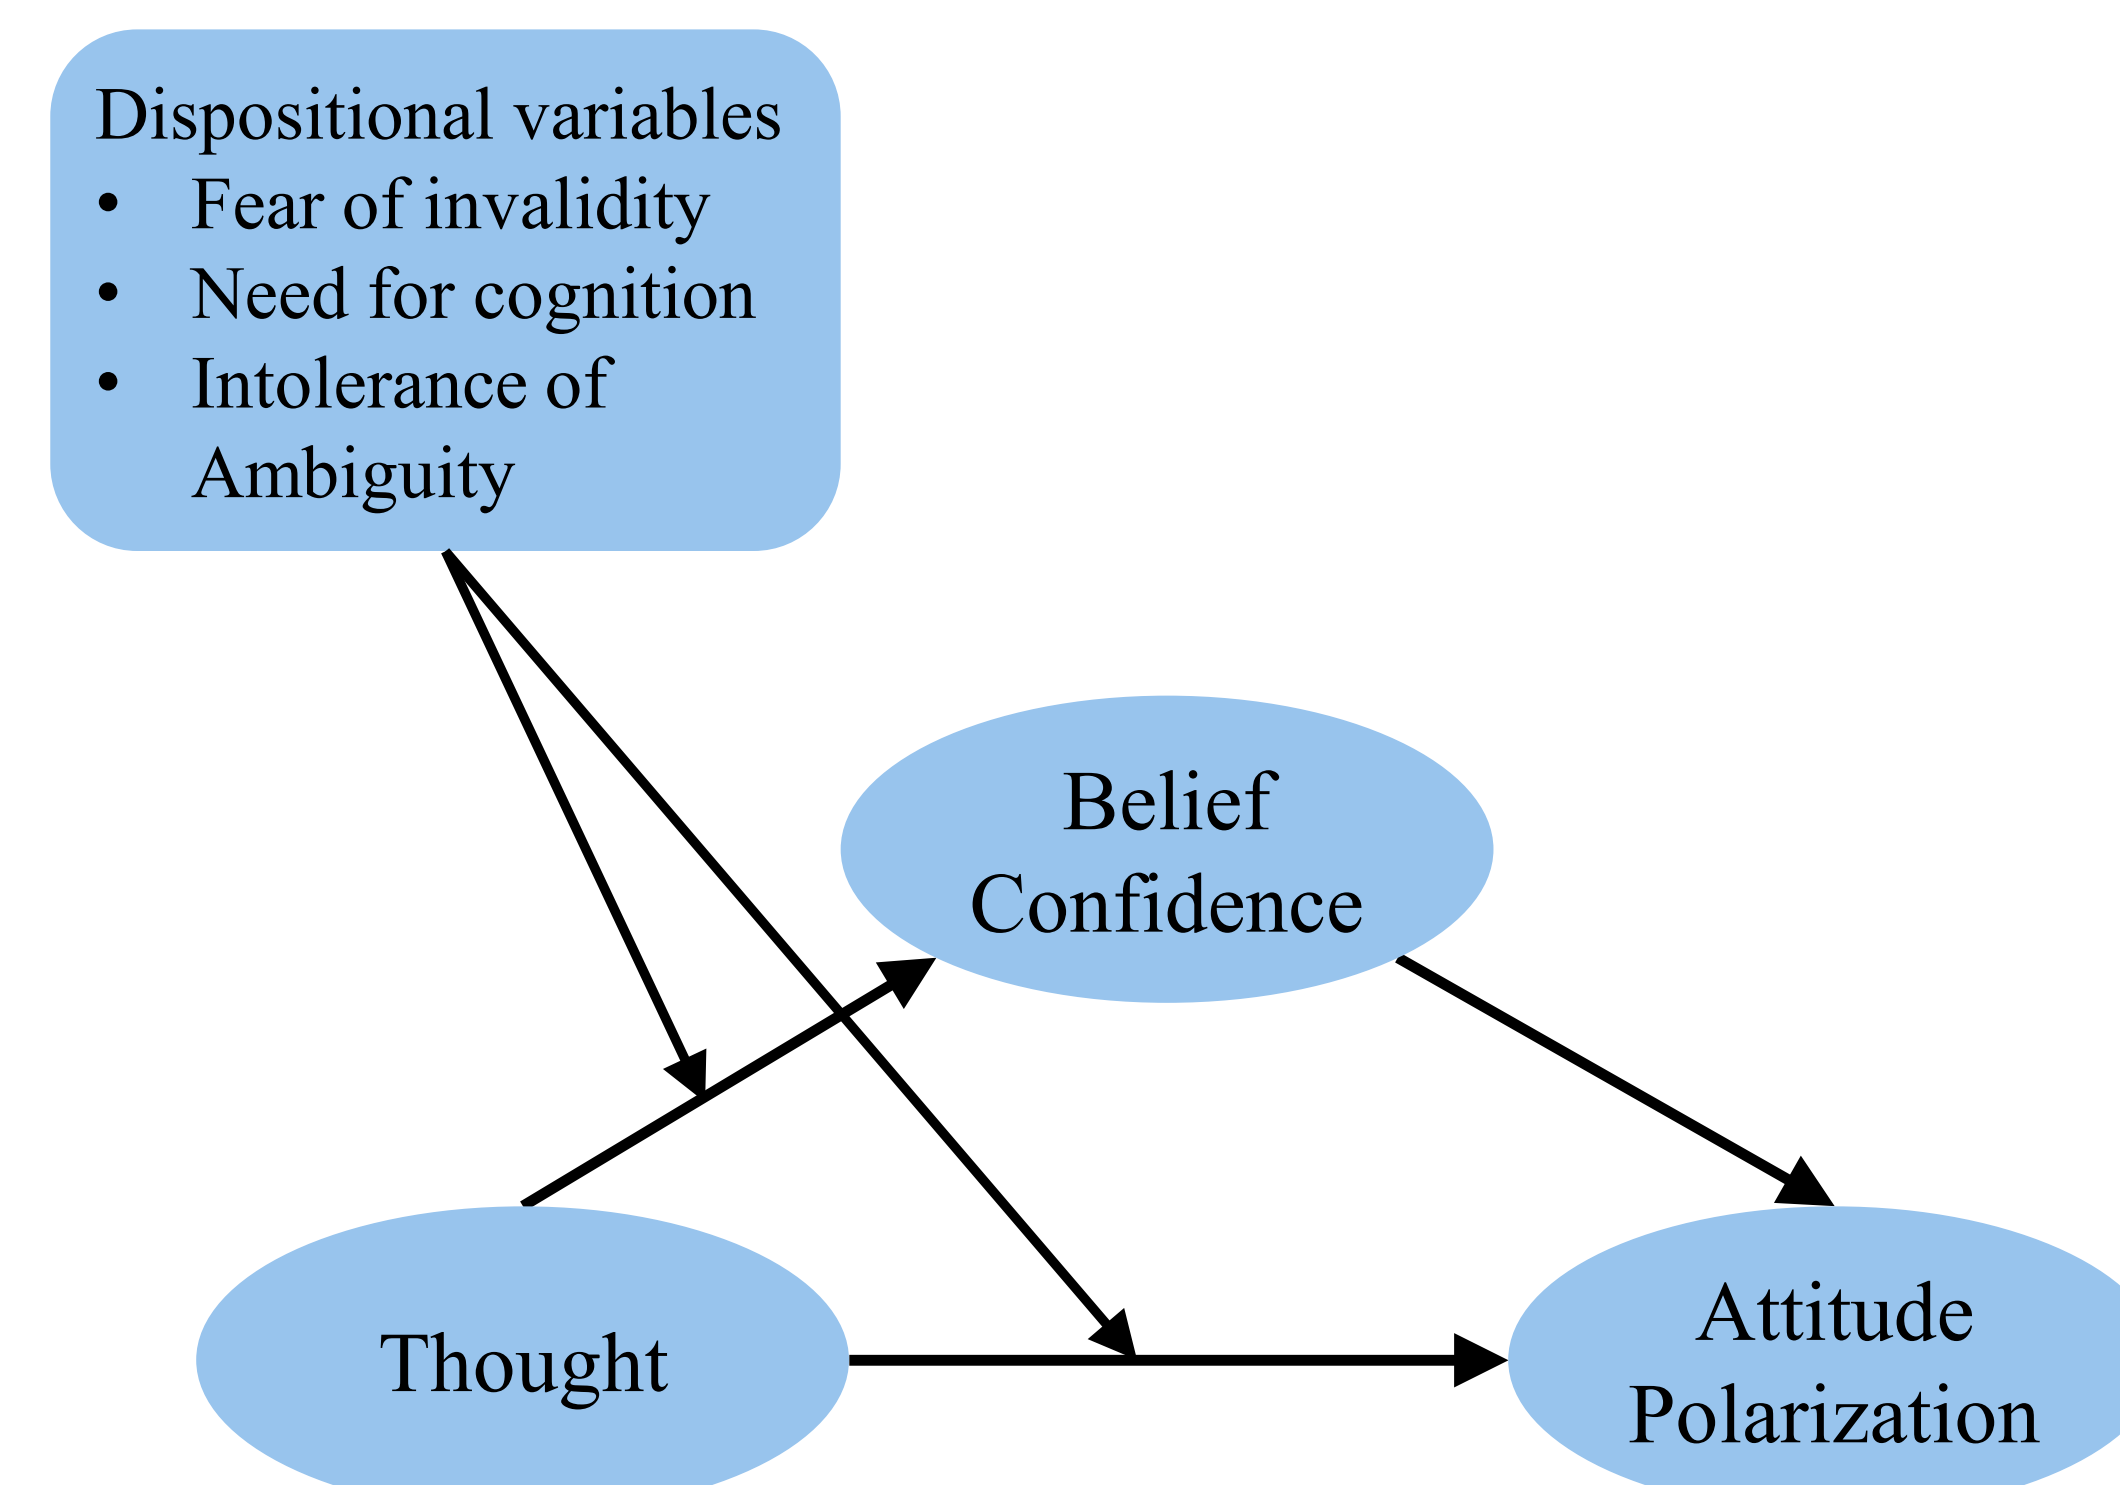 Dispositional variables
• Fear of invalidity
• Need for cognition
• Intolerance of
Ambiguity
Belief
Confidence
Thought
Attitude
Polarization